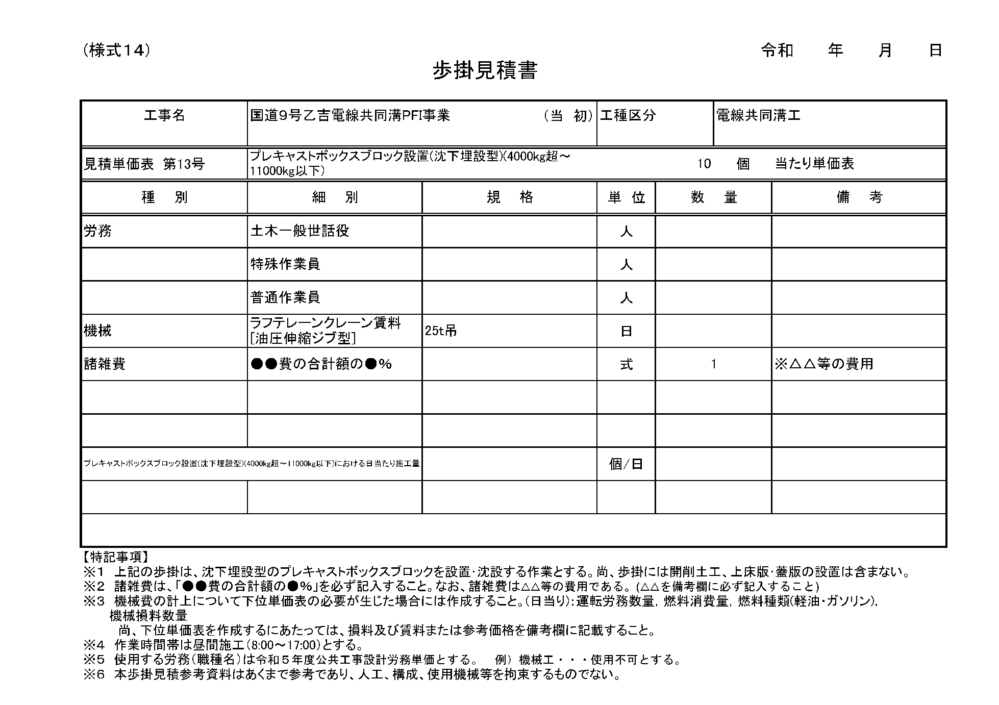 (様式14)
令和　　年　　月　　日
歩掛見積書
工事名　国道9号乙吉電線共同溝PFI事業　（当　初）　工種区分　電線共同溝工
見積単価表　第13号　プレキャストボックスブロック設置(沈下埋設型)(4000kg超～
11000kg以下)　10　個　当たり単価表
種　別　細　別　規　格　単　位　数　量　備　考
労務　土木一般世話役　人
特殊作業員　人
普通作業員　人
機械　ラフテレーンクレーン賃料
[油圧伸縮ジブ型]　25t吊　日
諸雑費　●●費の合計額の●%　式　1　※△△等の費用
プレキャストボックスブロック設置(沈下埋設型)(4000kg超～11000kg以下)における日当たり施工量　個/日
【特記事項】
※1　上記の歩掛は、沈下埋設型のプレキャストボックスブロックを設置・沈設する作業とする。尚、歩掛には開削土工、上床版・蓋版の設置は含まない。
※2　諸雑費は、「●●費の合計額の●%」を必ず記入すること。なお、諸雑費は△△等の費用である。(△△を備考欄に必ず記入すること)
※3　機械費の計上について下位単価表の必要が生じた場合には作成すること。（日当り）：運転労務数量，燃料消費量，燃料種類(軽油・ガソリン)，
機械損料数量
尚、下位単価表を作成するにあたっては、損料及び賃料または参考価格を備考欄に記載すること。
※4　作業時間帯は昼間施工（8:00～17:00）とする。
※5　使用する労務（職種名）は令和５年度公共工事設計労務単価とする。　例）機械工・・・使用不可とする。
※6　本歩掛見積参考資料はあくまで参考であり、人工、構成、使用機械等を拘束するものでない。